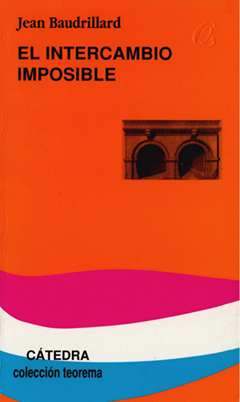 Jean Baudrillard
EL INTERCAMBIO
IMPOSIBLE
CÁTEDRA
colección teorema